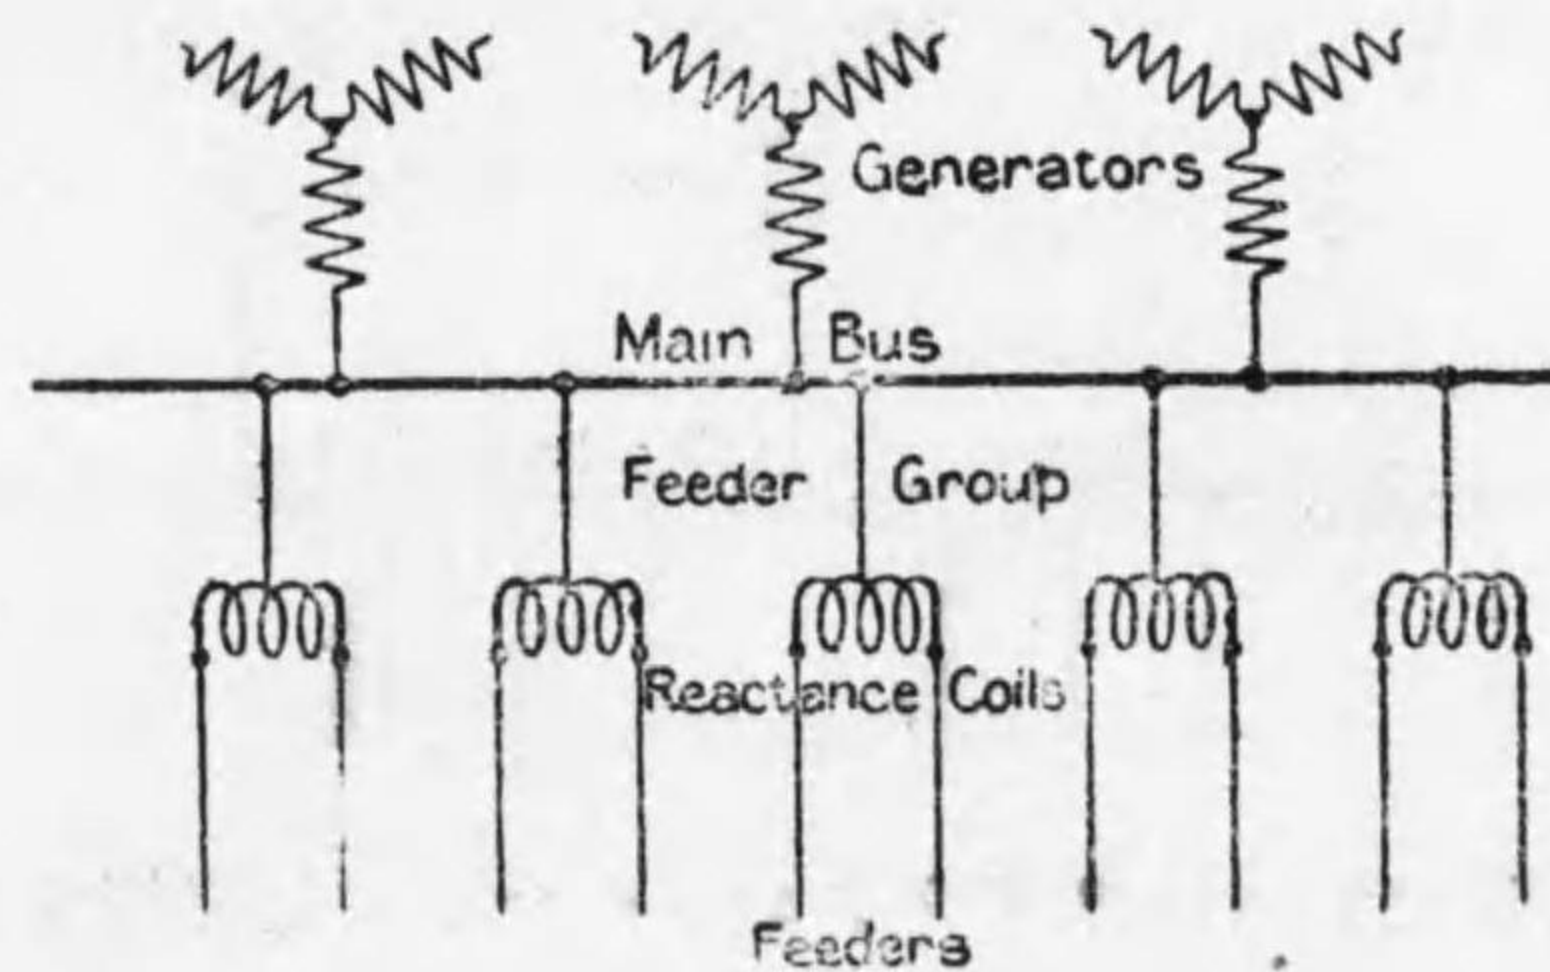 Generators
Main Bus
Feeder Group
Reactance Coils
Feeders